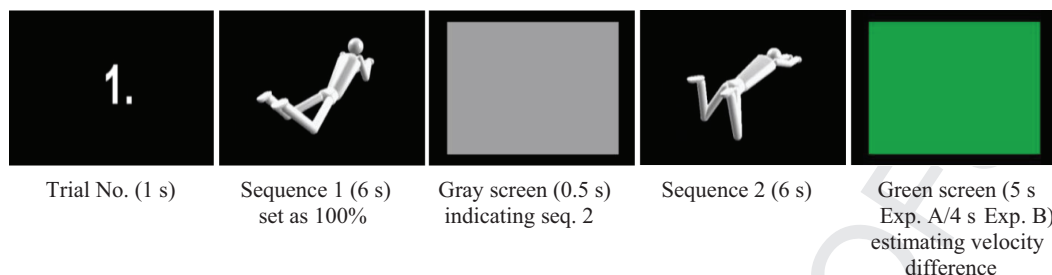 1.
Trial No. (1 s)
Sequence 1 (6 s)
set as 100%
Gray screen (0.5 s)
indicating seq. 2
Sequence 2 (6 s)
Green screen (5 s
Exp. A/4 s Exp. B)
estimating velocity
difference